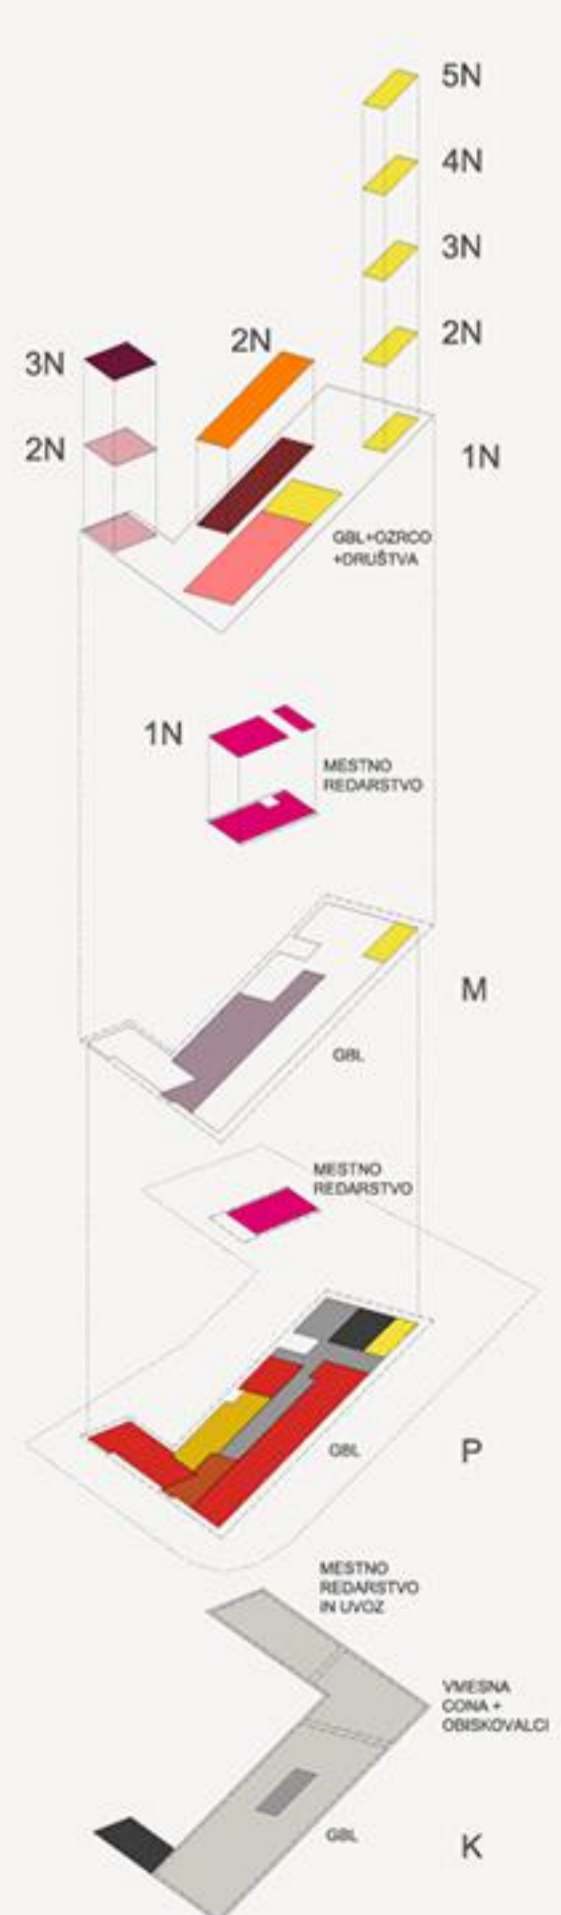 5N
4N
3N
2N
2N
3N
2N
1N
GBL+OZRCO
+DRUŠTVA
1N
MESTNO
REDARSTVO
M
GBL
MESTNO
REDARSTVO
GBL
P
MESTNO
REDARSTVO
IN UVOZ
VMESNA
CONA +
OBISKOVALCI
GBL
K